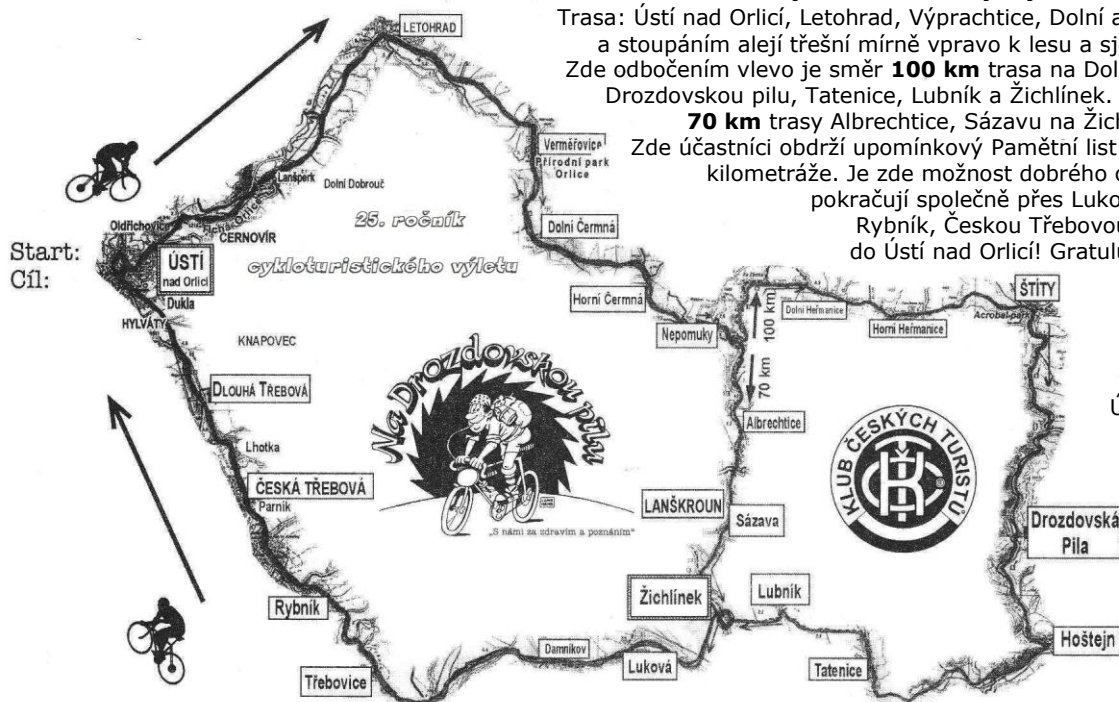 Trasa: Ústí nad Orlicí, Letohrad, Výprachtice, Dolní a
a stoupáním alejí třešní mírně vpravo k lesu a sj
Zde odbočením vlevo je směr 100 km trasa na Dol
Drozdovskou pilu, Tatenice, Lubník a Žichlínek.
70 km trasy Albrechtice, Sázavu na Žich
Zde účastníci obdrží upomínkový Pamětní list
kilometráže. Je zde možnost dobrého o
pokračují společně přes Luko
Rybník, Českou Třebovou
do Ústí nad Orlicí! Gratulu
LETOHRAD
Verměřovice
Přírodní park
Orlice
Lanšperk
Dolní Dobrouč
Oldřichovice
Tichá Orlice
ČERNOVÍR
25. ročník
cykloturistického výletu
Dolní Čermná
Start:
Cíl:
ÚSTÍ
nad Orlicí
Dukla
HYLVÁTY
Horní Čermná
Nepomuky
100 km
70 km
Dolní Heřmanice
Horní Heřmanice
ŠTÍTY
Acrobat park
KNAPOVEC
DLOUHÁ TŘEBOVÁ
Na Drozdovskou pilu
„S námi za zdravím a poznáním"
Albrechtice
KLUB ČESKÝCH TURISTŮ
KČT
Lhotka
ČESKÁ TŘEBOVÁ
Parník
LANŠKROUN
Sázava
Drozdovská
Pila
Rybník
Žichlínek
Lubník
Hoštejn
Třebovice
Damníkov
Luková
Tatenice